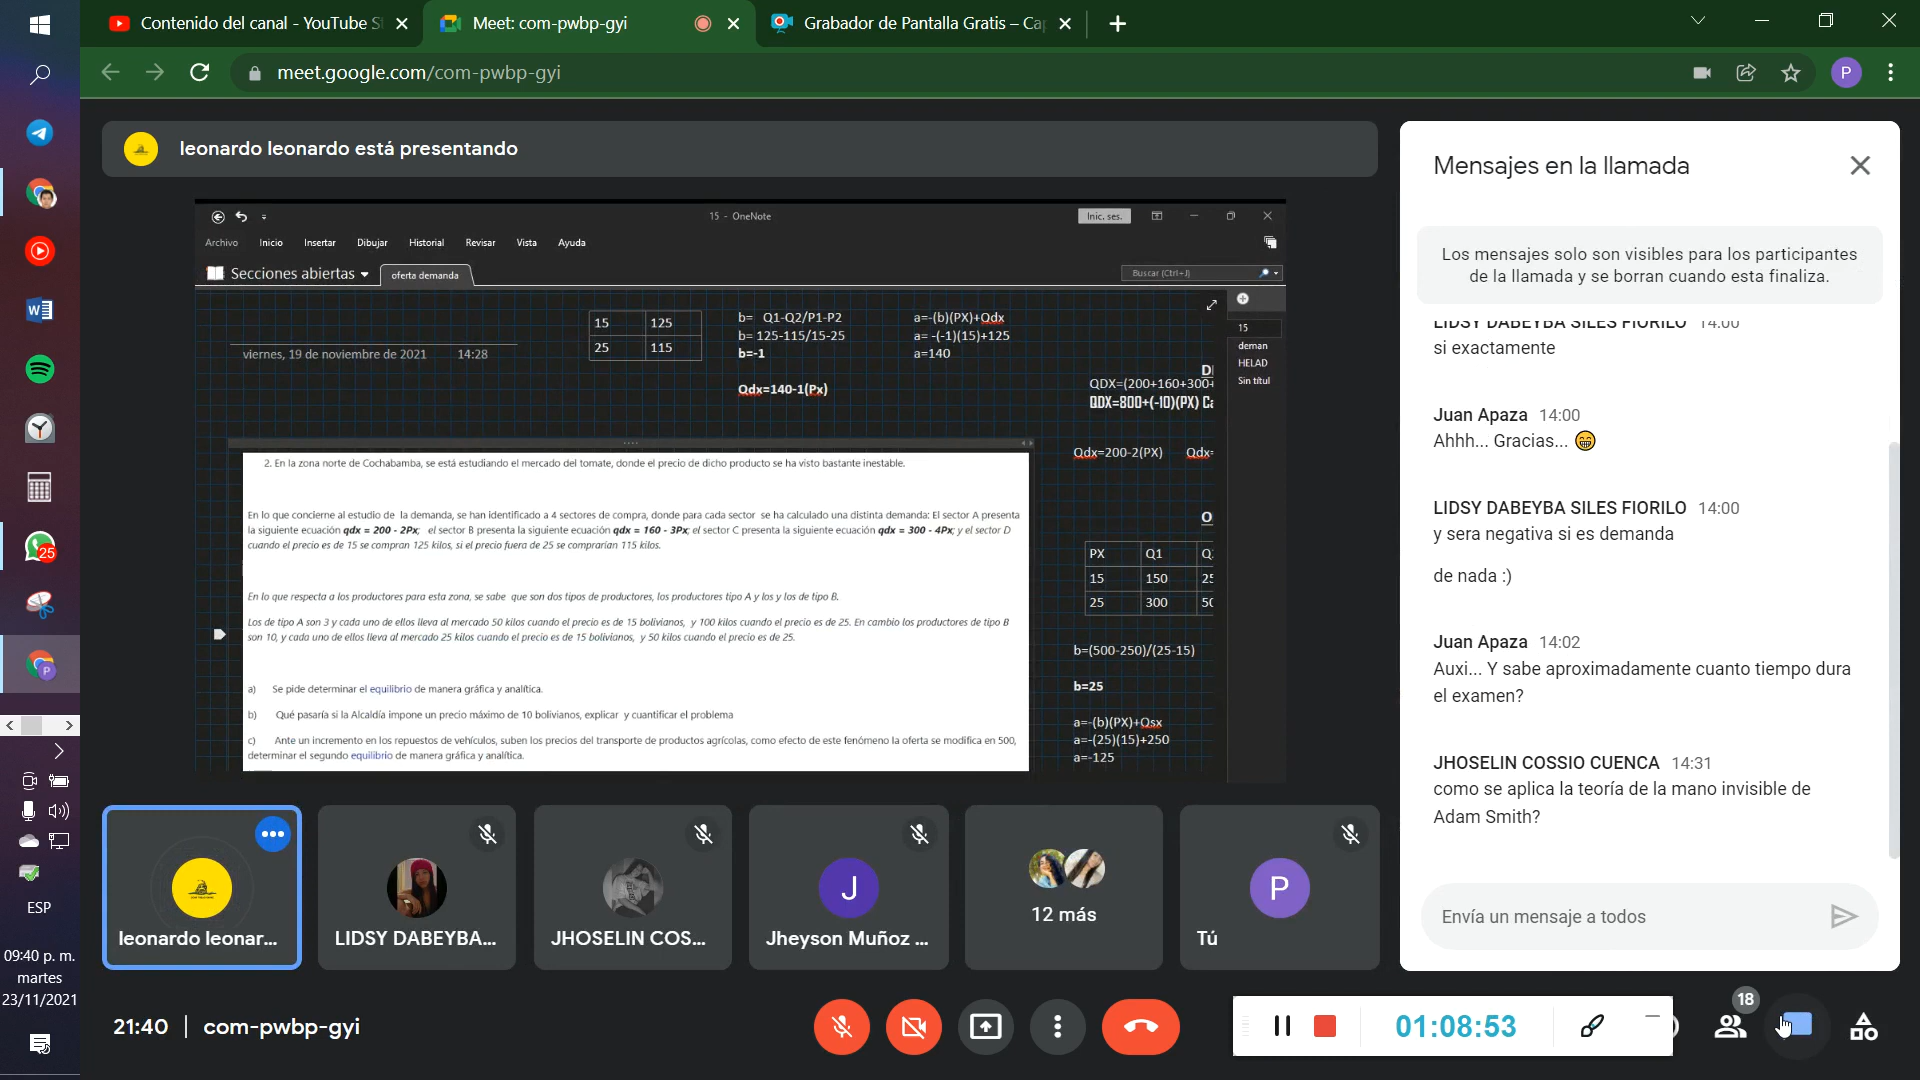 Contenido del canal - YouTube S
Meet: com-pwbp-gyi
Grabador de Pantalla Gratis – Ca
meet.google.com/com-pwbp-gyi
P
leonardo leonardo está presentando
15 - OneNote
Inic. ses.
Archivo Inicio Insertar Dibujar Historial Revisar Vista Ayuda
Secciones abiertas
oferta demanda
Buscar (Ctrl+J)
viernes, 19 de noviembre de 2021 14:28
15 125
25 115
b= Q1-Q2/P1-P2
b= 125-115/15-25
b=-1
Qdx=140-1(Px)
a=-(b)(PX)+Qdx
a= -(-1)(15)+125
a=140
QDX=(200+160+300+
QDX=800+(-10)(PX)
Qdx=200-2(PX) Qdx=
15
deman
HELAD
Sin títul
2. En la zona norte de Cochabamba, se está estudiando el mercado del tomate, donde el precio de dicho producto se ha visto bastante inestable.
En lo que concierne al estudio de la demanda, se han identificado a 4 sectores de compra, donde para cada sector se ha calculado una distinta demanda: El sector A presenta
la siguiente ecuación qdx = 200 - 2Px; el sector B presenta la siguiente ecuación qdx = 160 - 3Px; el sector C presenta la siguiente ecuación qdx = 300 - 4Px; y el sector D
cuando el precio es de 15 se compran 125 kilos, si el precio fuera de 25 se comprarían 115 kilos.
En lo que respecta a los productores para esta zona, se sabe que son dos tipos de productores, los productores tipo A y los y los de tipo B.
Los de tipo A son 3 y cada uno de ellos lleva al mercado 50 kilos cuando el precio es de 15 bolivianos, y 100 kilos cuando el precio es de 25. En cambio los productores de tipo B
son 10, y cada uno de ellos lleva al mercado 25 kilos cuando el precio es de 15 bolivianos, y 50 kilos cuando el precio es de 25.
a) Se pide determinar el equilibrio de manera gráfica y analítica.
b) Qué pasaría si la Alcaldía impone un precio máximo de 10 bolivianos, explicar y cuantificar el problema
c) Ante un incremento en los repuestos de vehículos, suben los precios del transporte de productos agrícolas, como efecto de este fenómeno la oferta se modifica en 500,
determinar el segundo equilibrio de manera gráfica y analítica.
PX Q1
15 150
25 300
b=(500-250)/(25-15)
b=25
a=-(b)(PX)+Qsx
a=-(25)(15)+250
a=-125
Mensajes en la llamada
Los mensajes solo son visibles para los participantes
de la llamada y se borran cuando esta finaliza.
LIDSY DABEYBA SILES FIORILO 14:00
si exactamente
Juan Apaza 14:00
Ahhh... Gracias... 😁
LIDSY DABEYBA SILES FIORILO 14:00
y sera negativa si es demanda
de nada :)
Juan Apaza 14:02
Auxi... Y sabe aproximadamente cuanto tiempo dura
el examen?
JHOSELIN COSSIO CUENCA 14:31
como se aplica la teoría de la mano invisible de
Adam Smith?
Envía un mensaje a todos
leonardo leonar...
LIDSY DABEYBA...
JHOSELIN COS...
J
Jheyson Muñoz ...
12 más
P
Tú
21:40 | com-pwbp-gyi
01:08:53
18
25
P
ESP
09:40 p. m.
martes
23/11/2021